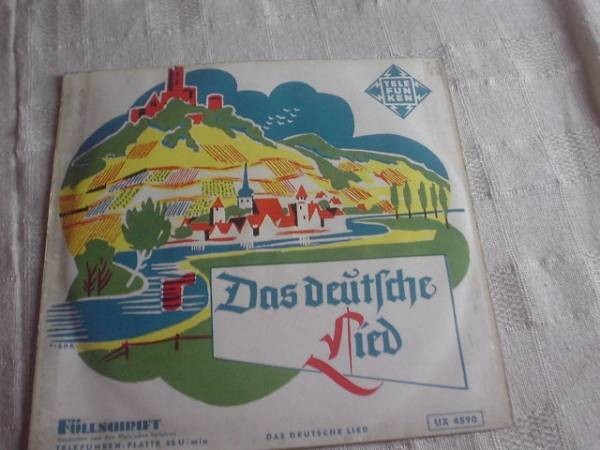 TELE
FUN
KEN
Das deutsche
Lied
FÜLLSCHRIFT
TELEFUNKEN-PLATTE 45 U/min
DAS DEUTSCHE LIED
UX 4590